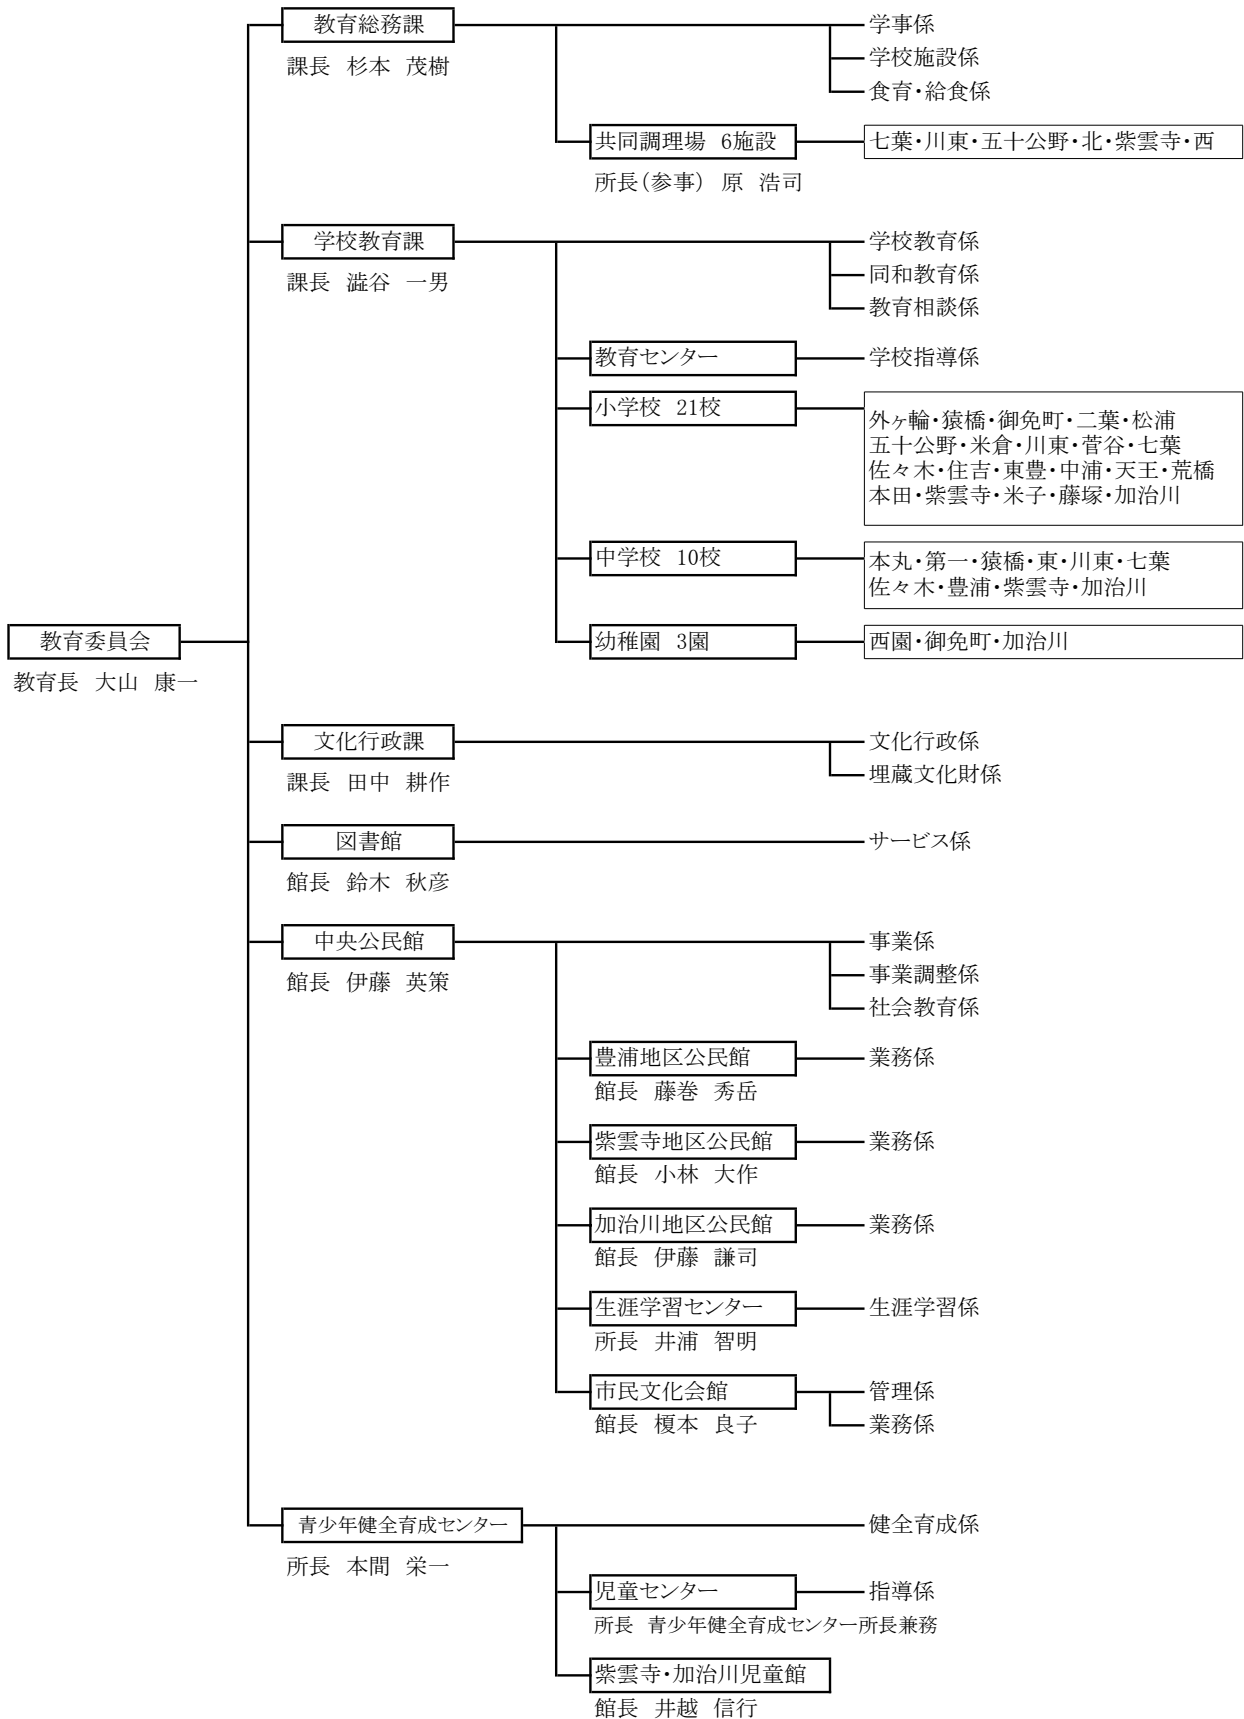 教育総務課
学事係
課長 杉本 茂樹
学校施設係
食育・給食係
共同調理場 6施設
七葉・川東・五十公野・北・紫雲寺・西
所長(参事) 原 浩司
学校教育課
学校教育係
課長 澁谷 一男
同和教育係
教育相談係
教育センター
学校指導係
小学校 21校
外ヶ輪・猿橋・御免町・二葉・松浦
五十公野・米倉・川東・菅谷・七葉
佐々木・住吉・東豊・中浦・天王・荒橋
本田・紫雲寺・米子・藤塚・加治川
中学校 10校
本丸・第一・猿橋・東・川東・七葉
佐々木・豊浦・紫雲寺・加治川
幼稚園 3園
西園・御免町・加治川
教育委員会
教育長 大山 康一
文化行政課
文化行政係
課長 田中 耕作
埋蔵文化財係
図書館
サービス係
館長 鈴木 秋彦
中央公民館
事業係
館長 伊藤 英策
事業調整係
社会教育係
豊浦地区公民館
業務係
館長 藤巻 秀岳
紫雲寺地区公民館
業務係
館長 小林 大作
加治川地区公民館
業務係
館長 伊藤 謙司
生涯学習センター
生涯学習係
所長 井浦 智明
市民文化会館
管理係
館長 榎本 良子
業務係
青少年健全育成センター
健全育成係
所長 本間 栄一
児童センター
指導係
所長 青少年健全育成センター所長兼務
紫雲寺・加治川児童館
館長 井越 信行